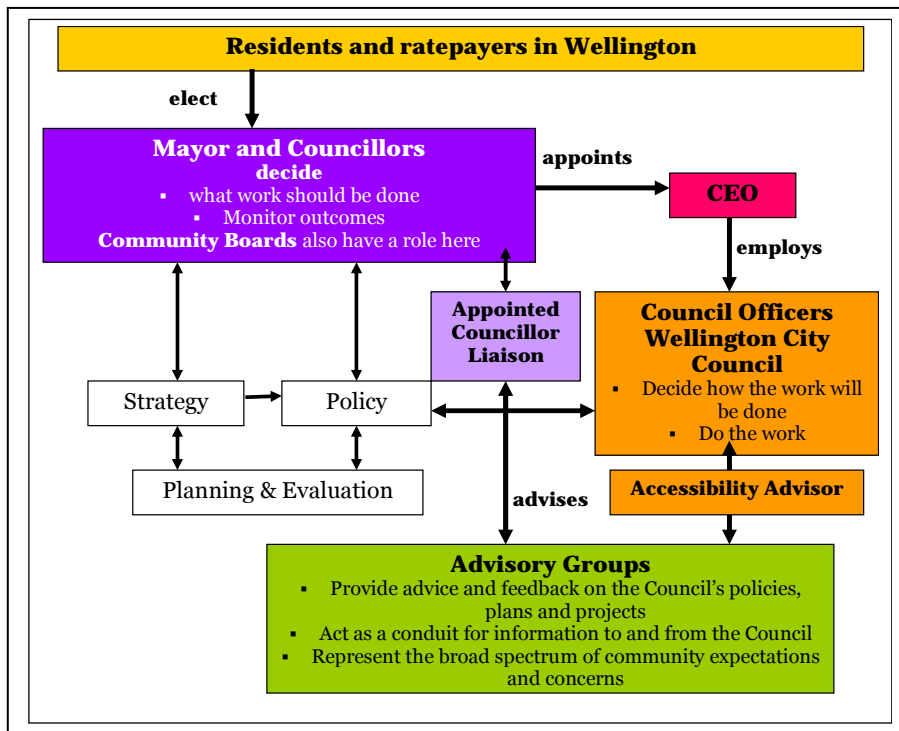 Residents and ratepayers in Wellington
elect
Mayor and Councillors
decide
▪ what work should be done
▪ Monitor outcomes
Community Boards also have a role here
appoints
CEO
employs
Appointed
Councillor
Liaison
Council Officers
Wellington City
Council
▪ Decide how the work will
be done
▪ Do the work
Strategy
Policy
Planning & Evaluation
advises
Accessibility Advisor
Advisory Groups
▪ Provide advice and feedback on the Council’s policies,
plans and projects
▪ Act as a conduit for information to and from the Council
▪ Represent the broad spectrum of community expectations
and concerns